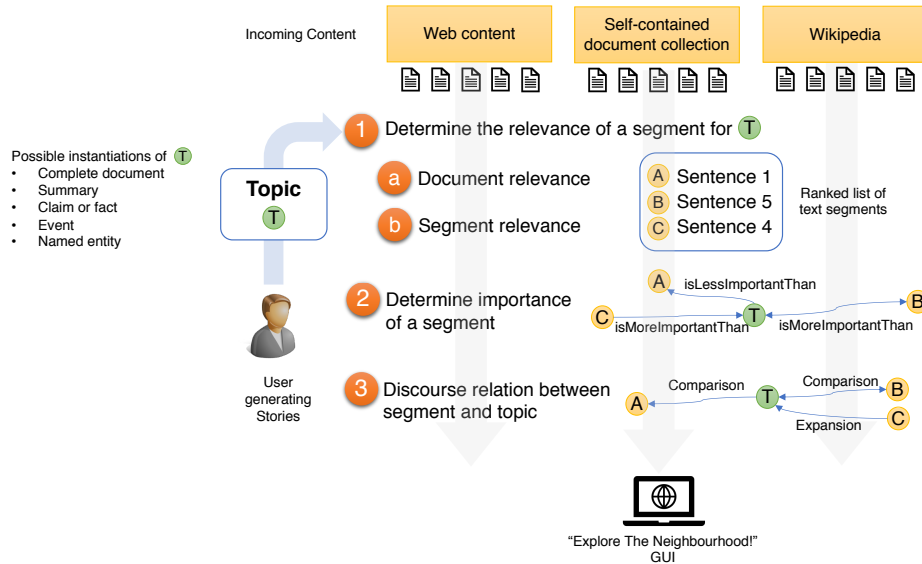 Incoming Content
Web content
Self-contained
document collection
Wikipedia
1 Determine the relevance of a segment for T
Possible instantiations of T
• Complete document
• Summary
• Claim or fact
• Event
• Named entity
Topic
T
a Document relevance
b Segment relevance
A Sentence 1
B Sentence 5
C Sentence 4
Ranked list of
text segments
2 Determine importance
of a segment
A
isLessImportantThan
C
isMoreImportantThan
T
isMoreImportantThan
B
User
generating
Stories
3 Discourse relation between
segment and topic
A
Comparison
T
Comparison
B
Expansion
C
“Explore The Neighbourhood!”
GUI